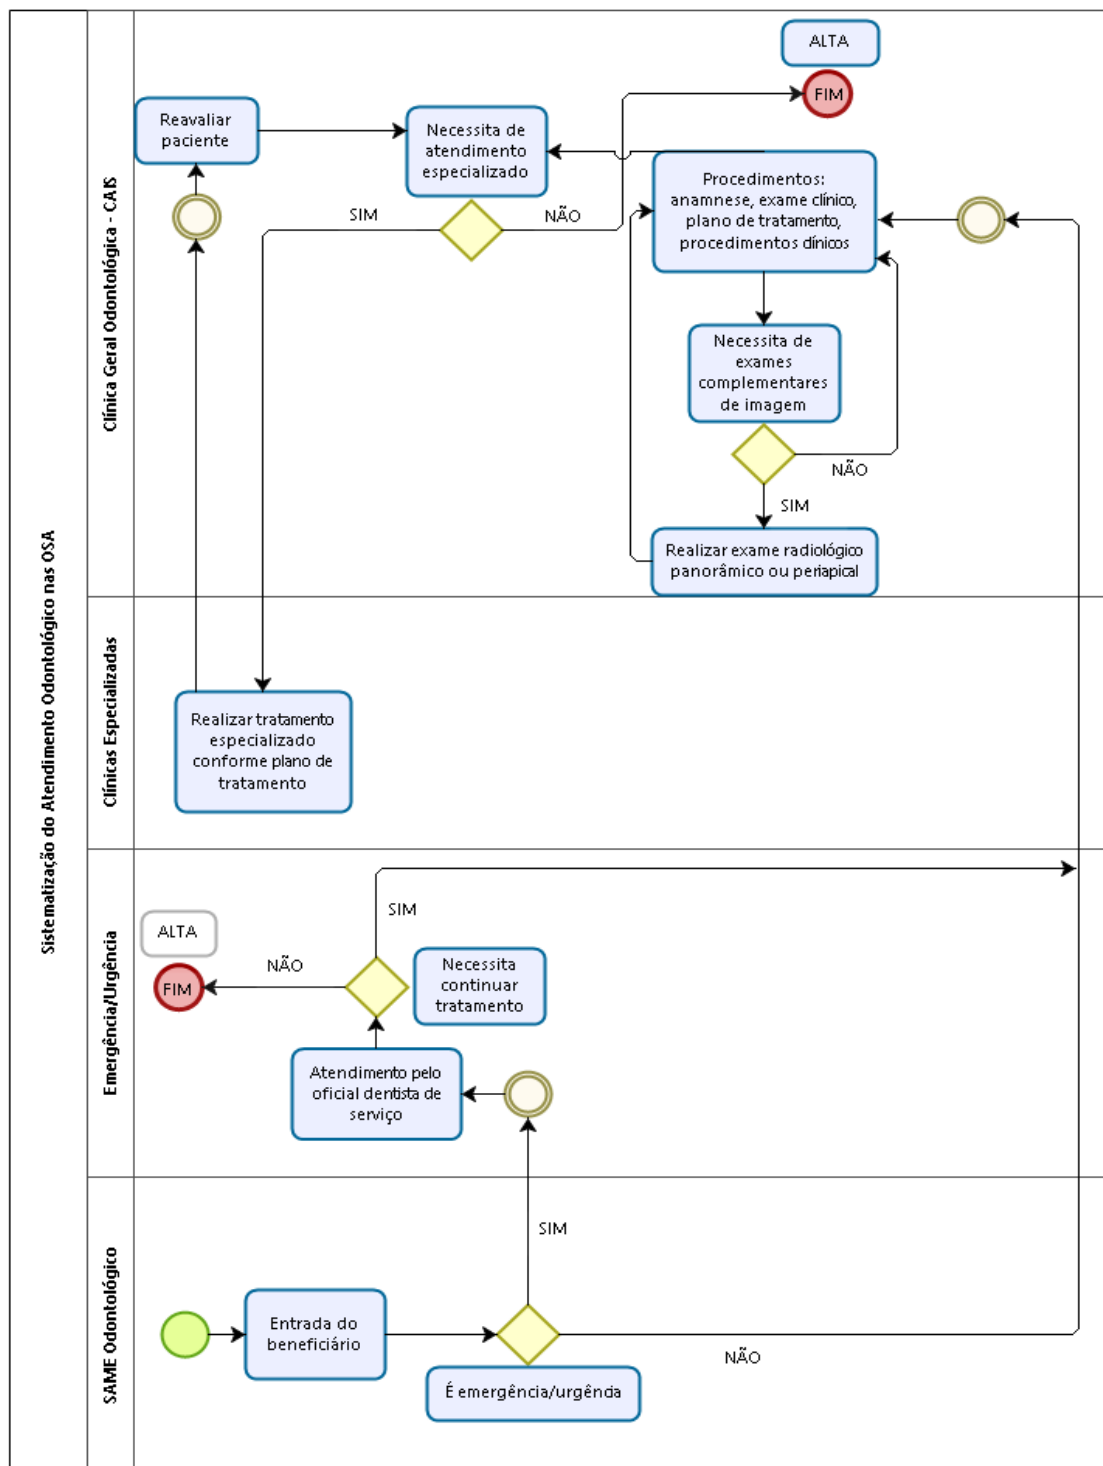 Sistematização do Atendimento Odontológico nas OSA
Clínica Geral Odontológica - CAIS
ALTA
FIM
Reavaliar
paciente
Necessita de
atendimento
especializado
SIM
NÃO
Procedimentos:
anamnese, exame clínico,
plano de tratamento,
procedimentos clínicos
Necessita de
exames
complementares
de imagem
NÃO
SIM
Realizar exame radiológico
panorâmico ou periapical
Clínicas Especializadas
Realizar tratamento
especializado
conforme plano de
tratamento
Emergência/Urgência
SIM
ALTA
NÃO
FIM
Necessita
continuar
tratamento
Atendimento pelo
oficial dentista de
serviço
SAME Odontológico
SIM
Entrada do
beneficiário
NÃO
É emergência/urgência